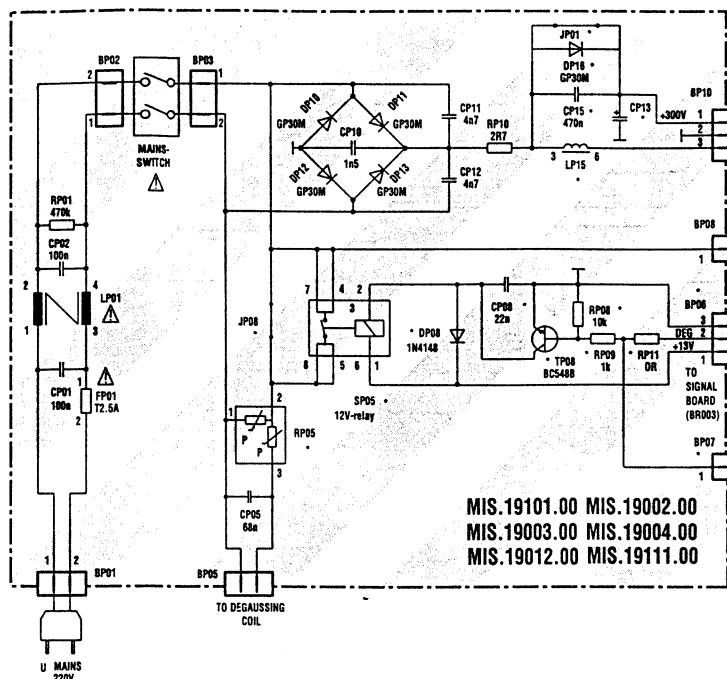 BP02
BP03
2
1
1
2
MAINS-
SWITCH
RP01
470k
CP02
100n
2
4
LP01
1
3
CP01
100n
1
FP01
T2.5A
2
1
2
BP01
U MAINS
220V
DP10
GP30M
DP11
GP30M
CP10
1n5
DP12
GP30M
DP13
GP30M
CP11
4n7
CP12
4n7
RP10
2R7
JP01
DP16
GP30M
CP15
470n
CP13
3
6
LP15
BP10
+300V
1
2
3
BP08
1
7
4
2
3
8
5
6
1
SP05
12V-relay
JP08
2
1
P
P
RP05
3
CP05
68n
BP05
TO DEGAUSSING
COIL
DP08
1N4148
CP08
22n
TP08
BC548B
RP08
10k
RP09
1k
RP11
0R
BP06
3
DEG 2
+13V
1
TO
SIGNAL
BOARD
(BR003)
BP07
1
MIS.19101.00 MIS.19002.00
MIS.19003.00 MIS.19004.00
MIS.19012.00 MIS.19111.00